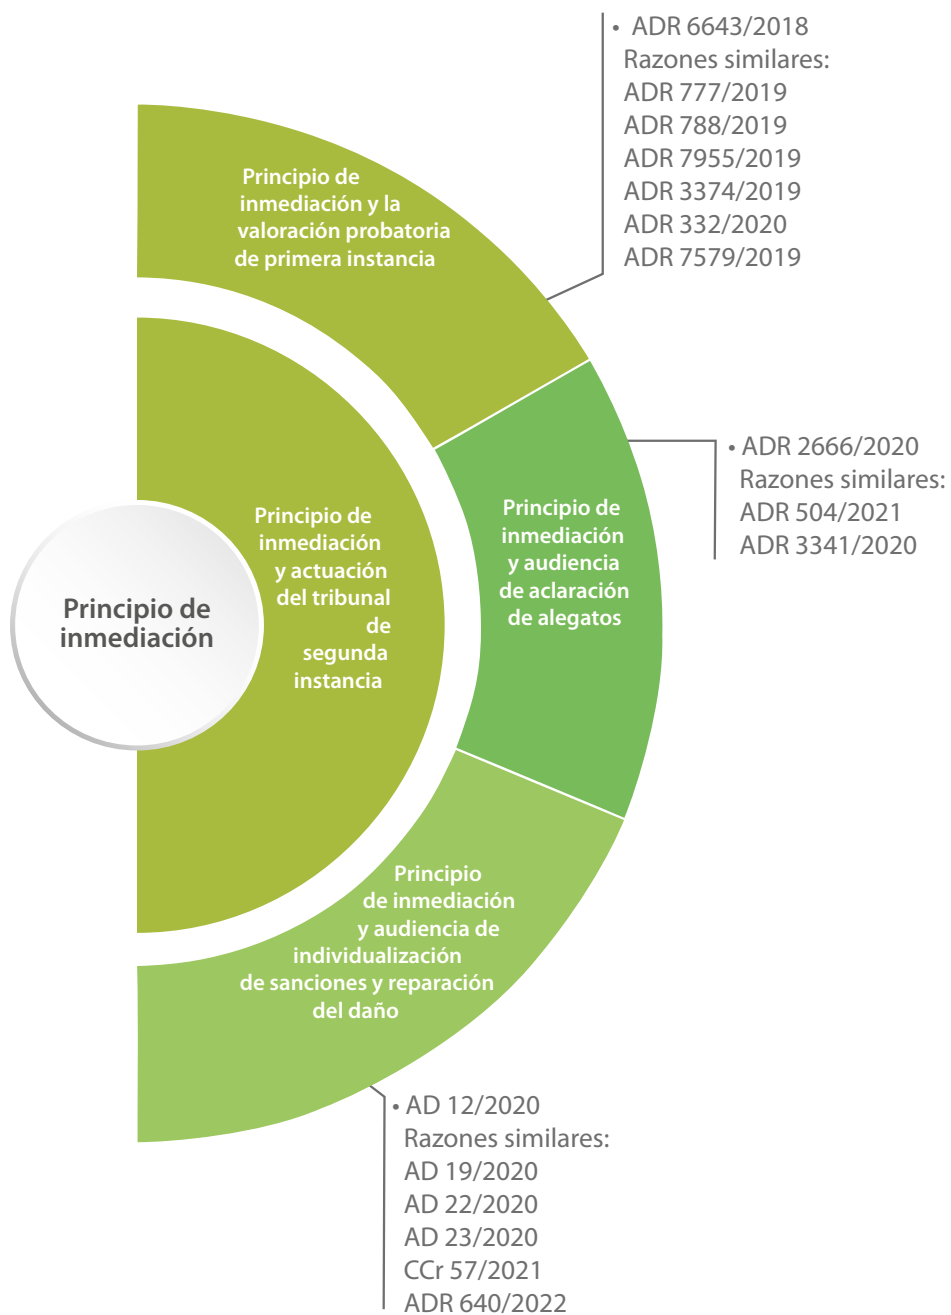 Principio de
inmediación
Principio de
inmediación
y actuación
del tribunal
de
segunda
instancia
Principio de
inmediación y la
valoración probatoria
de primera instancia
• ADR 6643/2018
Razones similares:
ADR 777/2019
ADR 788/2019
ADR 7955/2019
ADR 3374/2019
ADR 332/2020
ADR 7579/2019
Principio de
inmediación
y audiencia
de aclaración
de alegatos
• ADR 2666/2020
Razones similares:
ADR 504/2021
ADR 3341/2020
Principio
de inmediación
y audiencia de
individualización
de sanciones y reparación
del daño
• AD 12/2020
Razones similares:
AD 19/2020
AD 22/2020
AD 23/2020
CCr 57/2021
ADR 640/2022